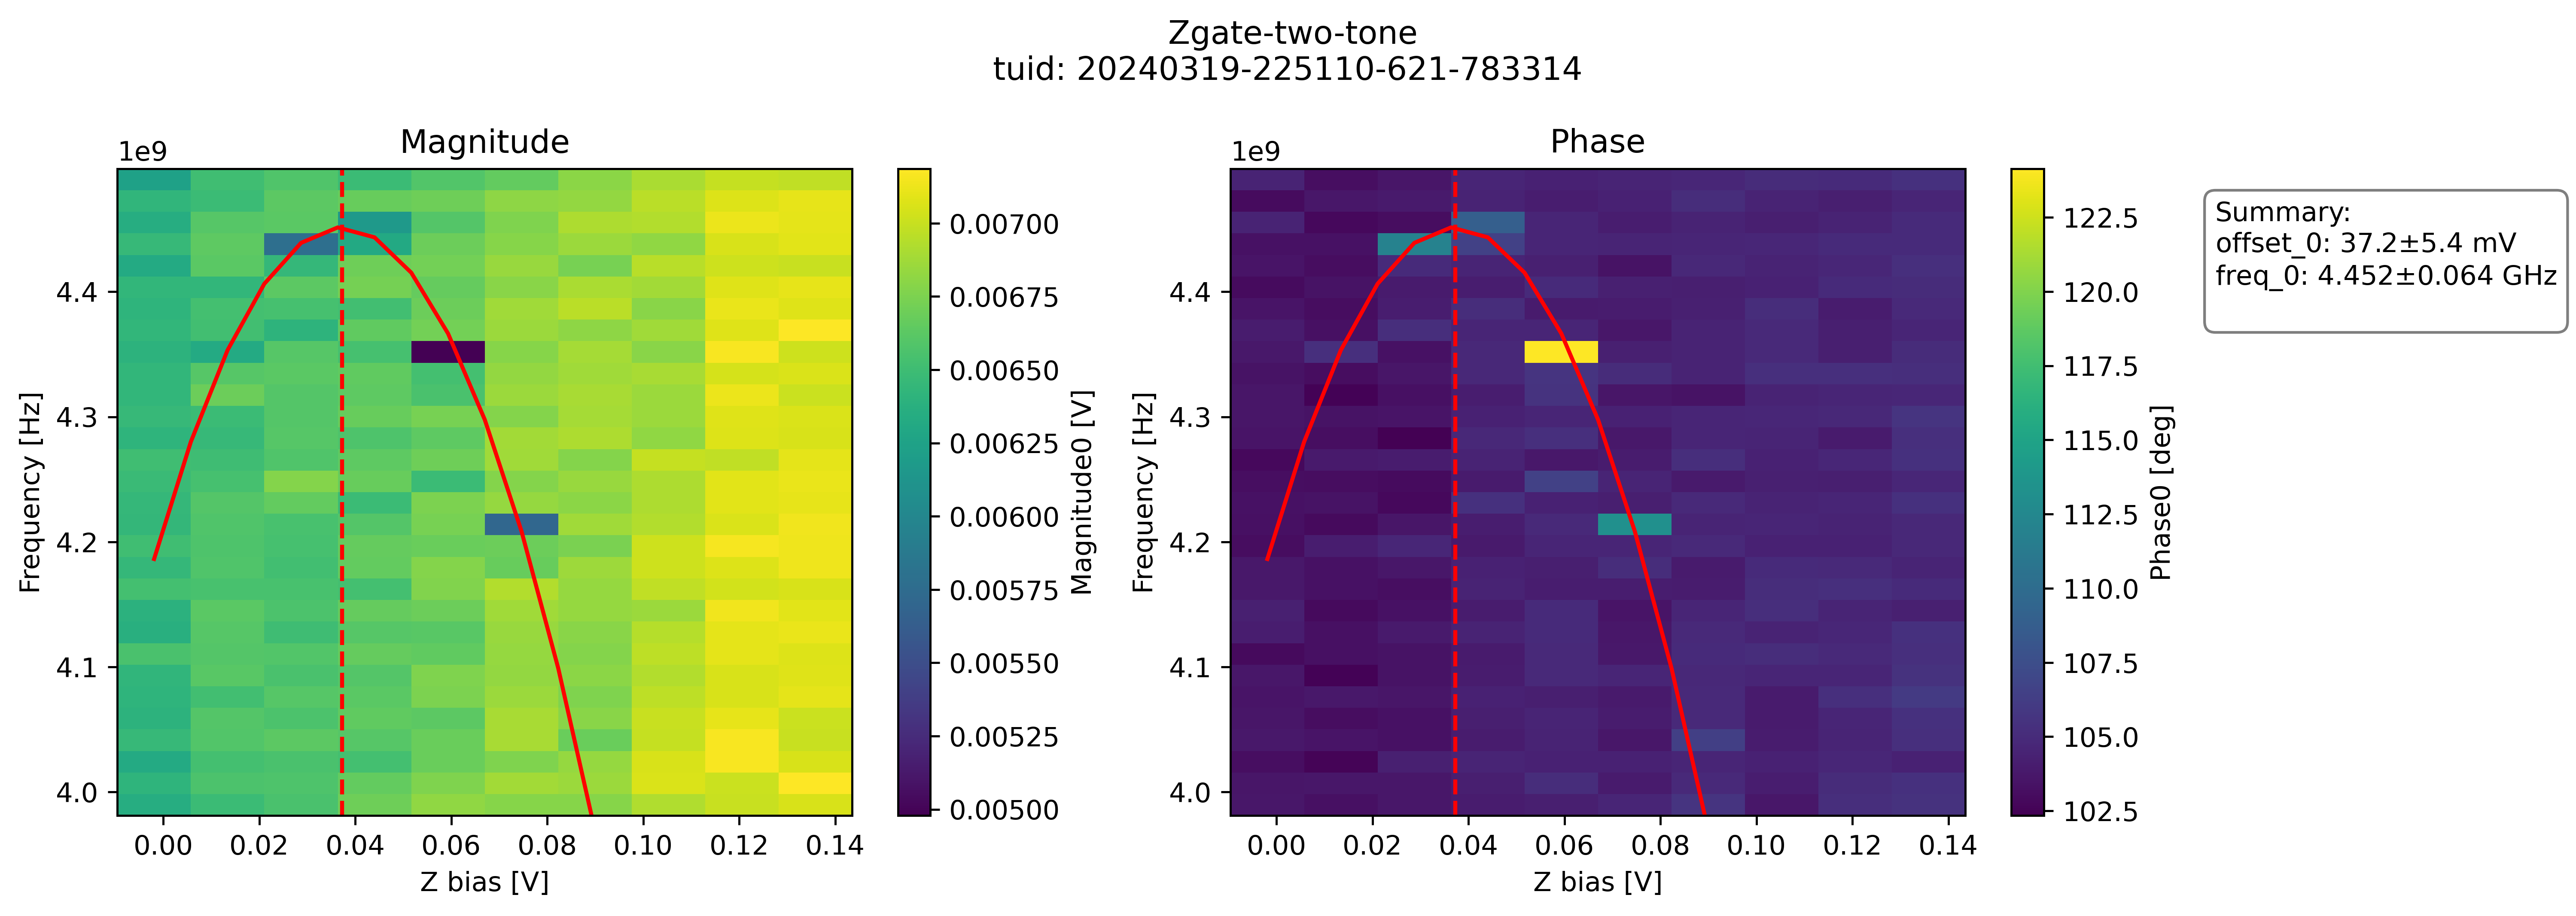 Zgate-two-tone
tuid: 20240319-225110-621-783314
Magnitude
1e9
4.4
4.3
4.2
4.1
4.0
Frequency [Hz]
0.00 0.02 0.04 0.06 0.08 0.10 0.12 0.14
Z bias [V]
0.00700
0.00675
0.00650
0.00625
0.00600
0.00575
0.00550
0.00525
0.00500
Magnitude0 [V]
Phase
1e9
4.4
4.3
4.2
4.1
4.0
Frequency [Hz]
0.00 0.02 0.04 0.06 0.08 0.10 0.12 0.14
Z bias [V]
122.5
120.0
117.5
115.0
112.5
110.0
107.5
105.0
102.5
Phase0 [deg]
Summary:
offset_0: 37.2±5.4 mV
freq_0: 4.452±0.064 GHz